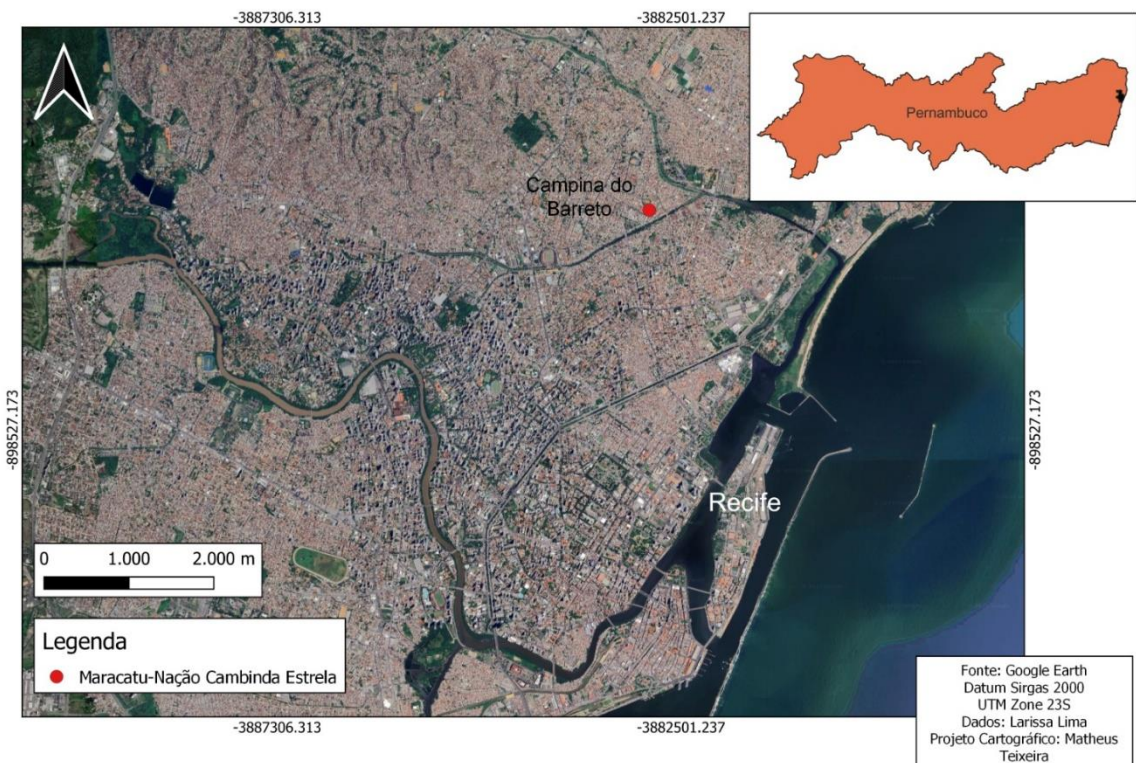 -3887306.313
-3882501.237
Pernambuco
Campina do
Barreto
-898527.173
-898527.173
Recife
0 1.000 2.000 m
Legenda
Maracatu-Nação Cambinda Estrela
-3887306.313
-3882501.237
Fonte: Google Earth
Datum Sirgas 2000
UTM Zone 23S
Dados: Larissa Lima
Projeto Cartográfico: Matheus
Teixeira